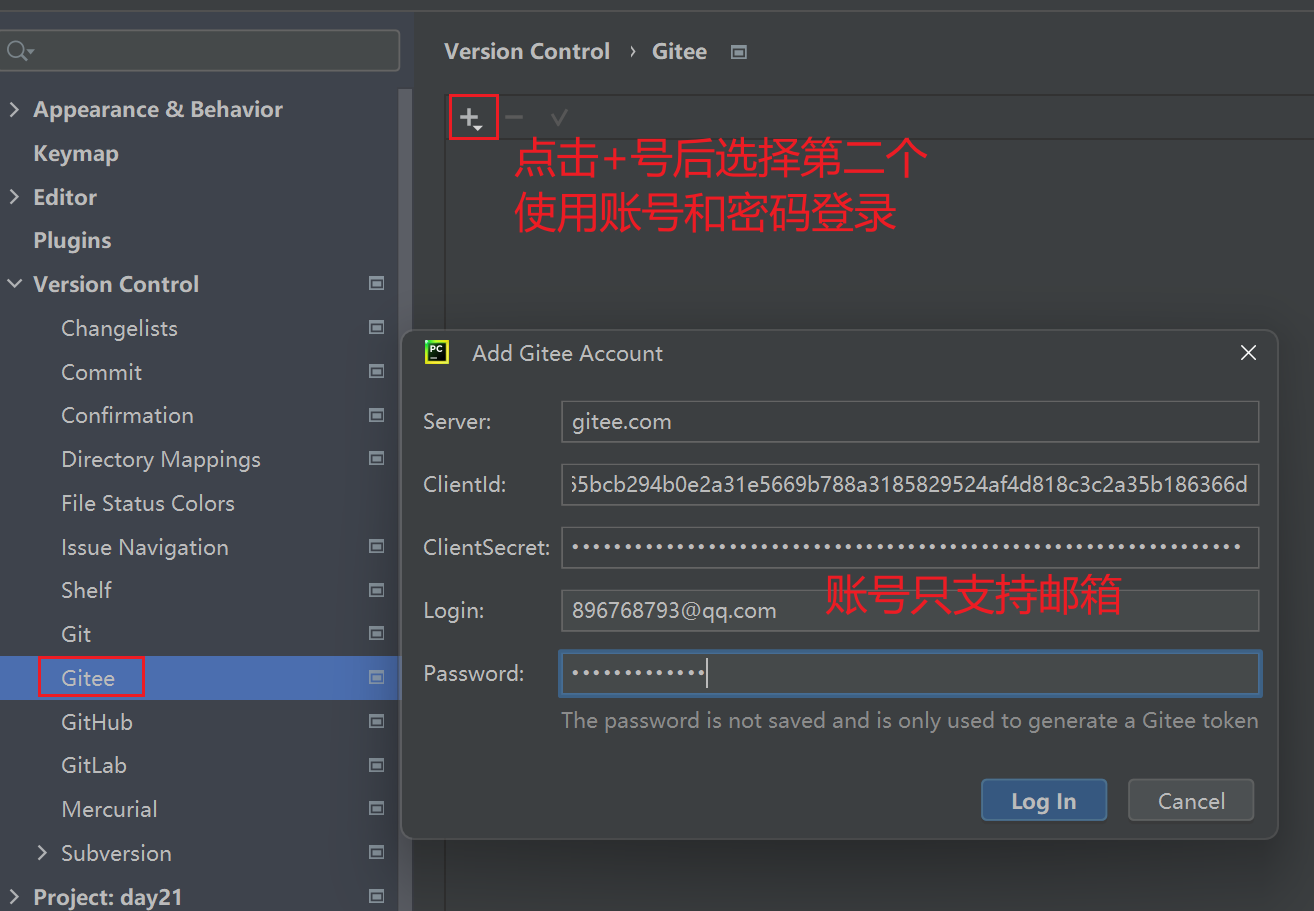 Version Control › Gitee
Appearance & Behavior
Keymap
Editor
Plugins
Version Control
Changelists
Commit
Confirmation
Directory Mappings
File Status Colors
Issue Navigation
Shelf
Git
Gitee
GitHub
GitLab
Mercurial
Subversion
Project: day21
点击+号后选择第二个
使用账号和密码登录
PC
Add Gitee Account
Server:
gitee.com
ClientId:
5bcb294b0e2a31e5669b788a3185829524af4d818c3c2a35b186366d
ClientSecret:
账号只支持邮箱
Login:
896768793@qq.com
Password:
The password is not saved and is only used to generate a Gitee token
Log In
Cancel